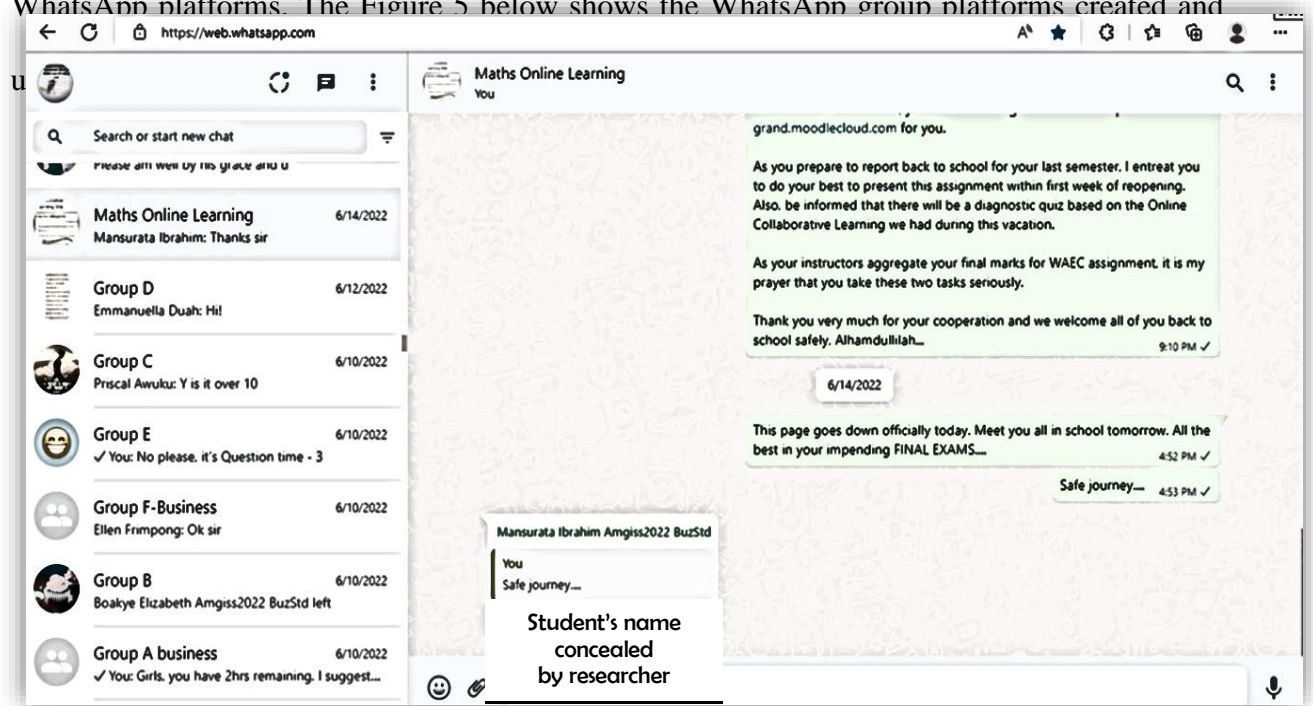 WhatsApp platforms. The Figure 5 below shows the WhatsApp group platforms created and
https://web.whatsapp.com
u
Search or start new chat
Please am well by his grace and u
Maths Online Learning
6/14/2022
Mansurata Ibrahim: Thanks sir
Group D
6/12/2022
Emmanuella Duah: Hi!
Group C
6/10/2022
Priscal Awuku: Y is it over 10
Group E
6/10/2022
✓ You: No please. it's Question time - 3
Group F-Business
6/10/2022
Ellen Frimpong: Ok sir
Group B
6/10/2022
Boakye Elizabeth Amgiss2022 BuzStd left
Group A business
6/10/2022
✓ You: Girls, you have 2hrs remaining. I suggest...
Maths Online Learning
You
grand.moodlecloud.com for you.
As you prepare to report back to school for your last semester. I entreat you
to do your best to present this assignment within first week of reopening.
Also, be informed that there will be a diagnostic quiz based on the Online
Collaborative Learning we had during this vacation.
As your instructors aggregate your final marks for WAEC assignment. it is my
prayer that you take these two tasks seriously.
Thank you very much for your cooperation and we welcome all of you back to
school safely. Alhamdullilah...
9:10 PM ✓
6/14/2022
This page goes down officially today. Meet you all in school tomorrow. All the
best in your impending FINAL EXAMS....
4:52 PM ✓
Safe journey.... 4:53 PM ✓
Mansurata Ibrahim Amgiss2022 BuzStd
You
Safe journey....
Student's name
concealed
by researcher